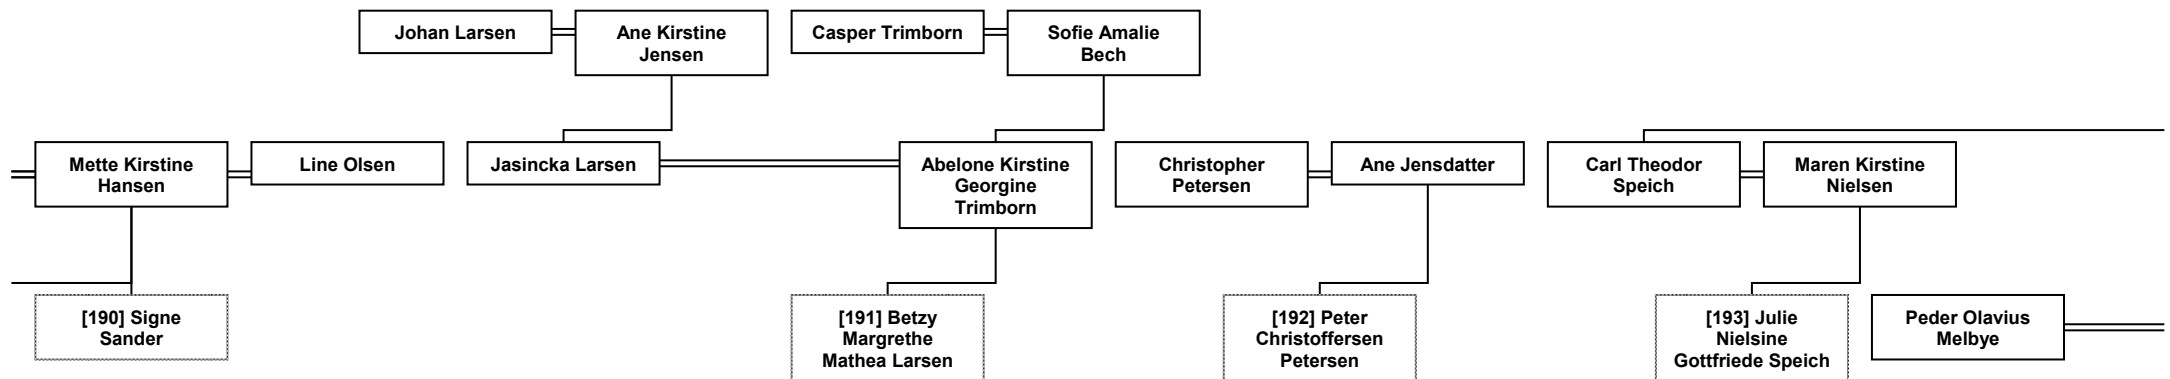 Johan Larsen
Ane Kirstine
Jensen
Casper Trimborn
Sofie Amalie
Bech
Mette Kirstine
Hansen
Line Olsen
Jasincka Larsen
Abelone Kirstine
Georgine
Trimborn
Christopher
Petersen
Ane Jensdatter
Carl Theodor
Speich
Maren Kirstine
Nielsen
[190] Signe
Sander
[191] Betzy
Margrethe
Mathea Larsen
[192] Peter
Christoffersen
Petersen
[193] Julie
Nielsine
Gottfriede Speich
Peder Olavius
Melbye